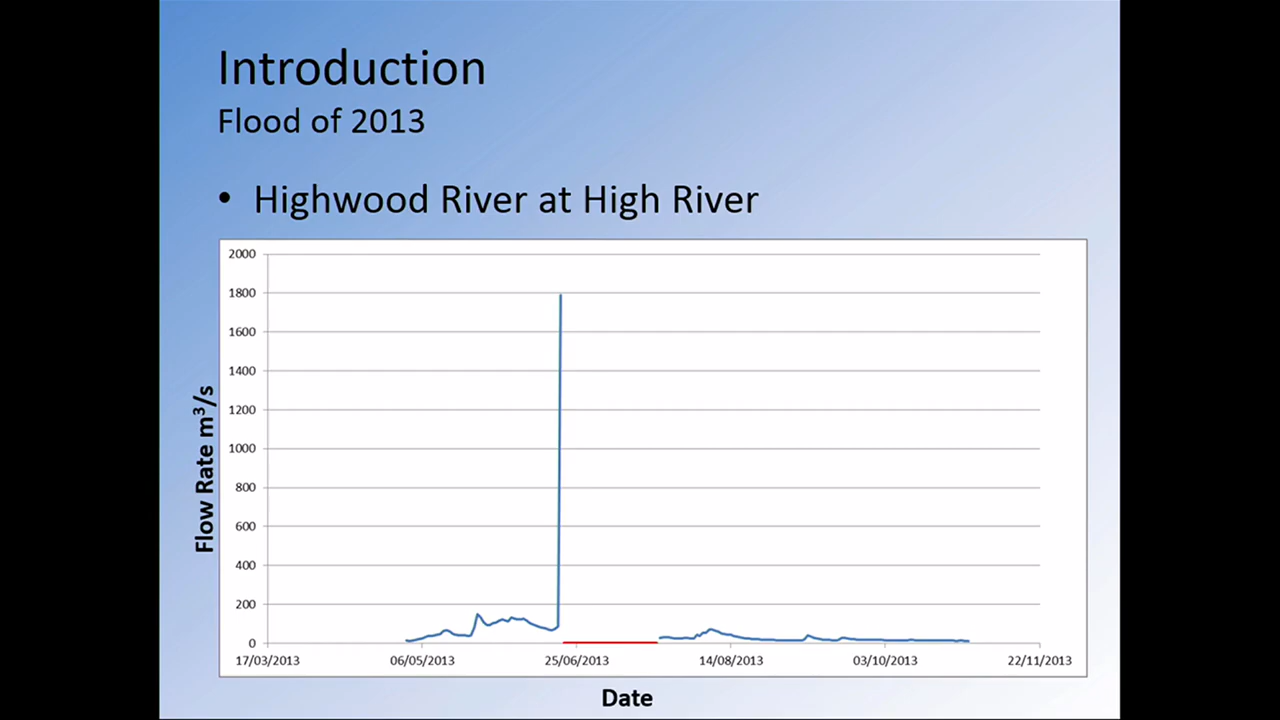 Introduction
Flood of 2013
• Highwood River at High River
2000
1800
1600
1400
1200
1000
800
600
400
200
0
Flow Rate m³/s
17/03/2013 06/05/2013 25/06/2013 14/08/2013 03/10/2013 22/11/2013
Date